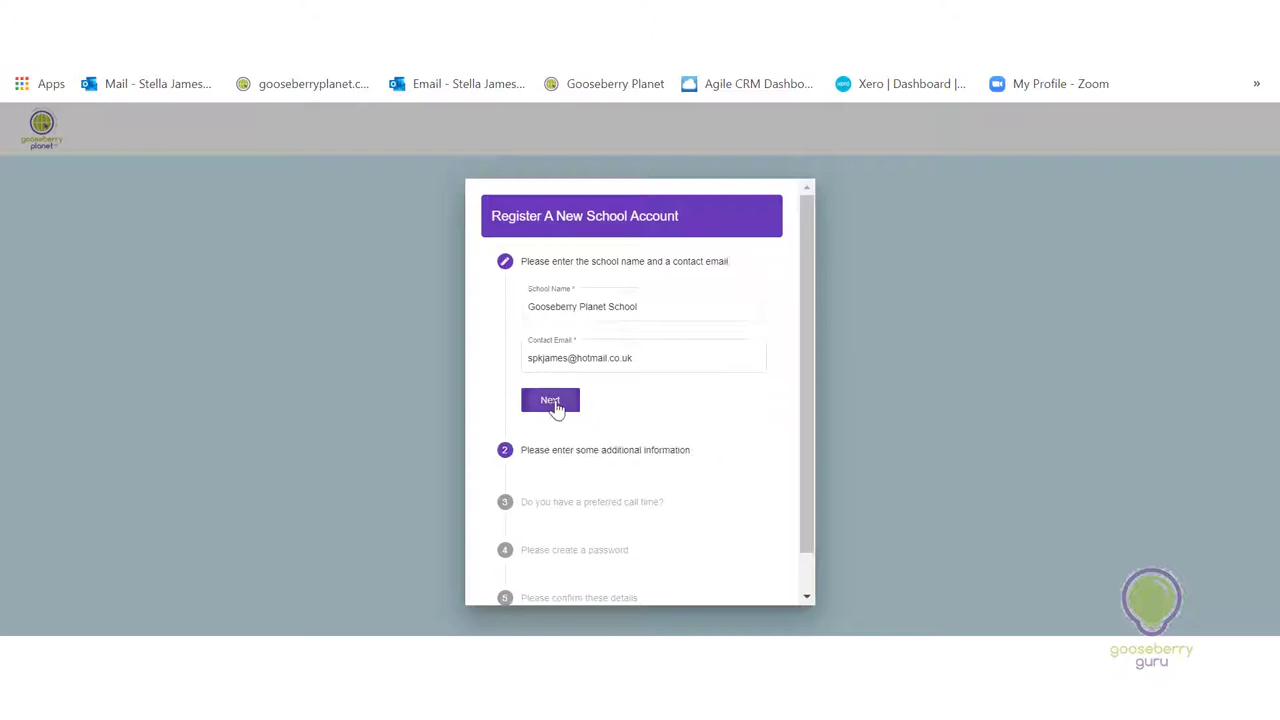 Apps Mail - Stella James... gooseberryplanet.c... Email - Stella James... Gooseberry Planet Agile CRM Dashbo... Xero | Dashboard |... My Profile - Zoom »
gooseberry
planet
Register A New School Account
Please enter the school name and a contact email
School Name *
Gooseberry Planet School
Contact Email *
spkjames@hotmail.co.uk
Next
2 Please enter some additional information
3 Do you have a preferred call time?
4 Please create a password
5 Please confirm these details
gooseberry
guru